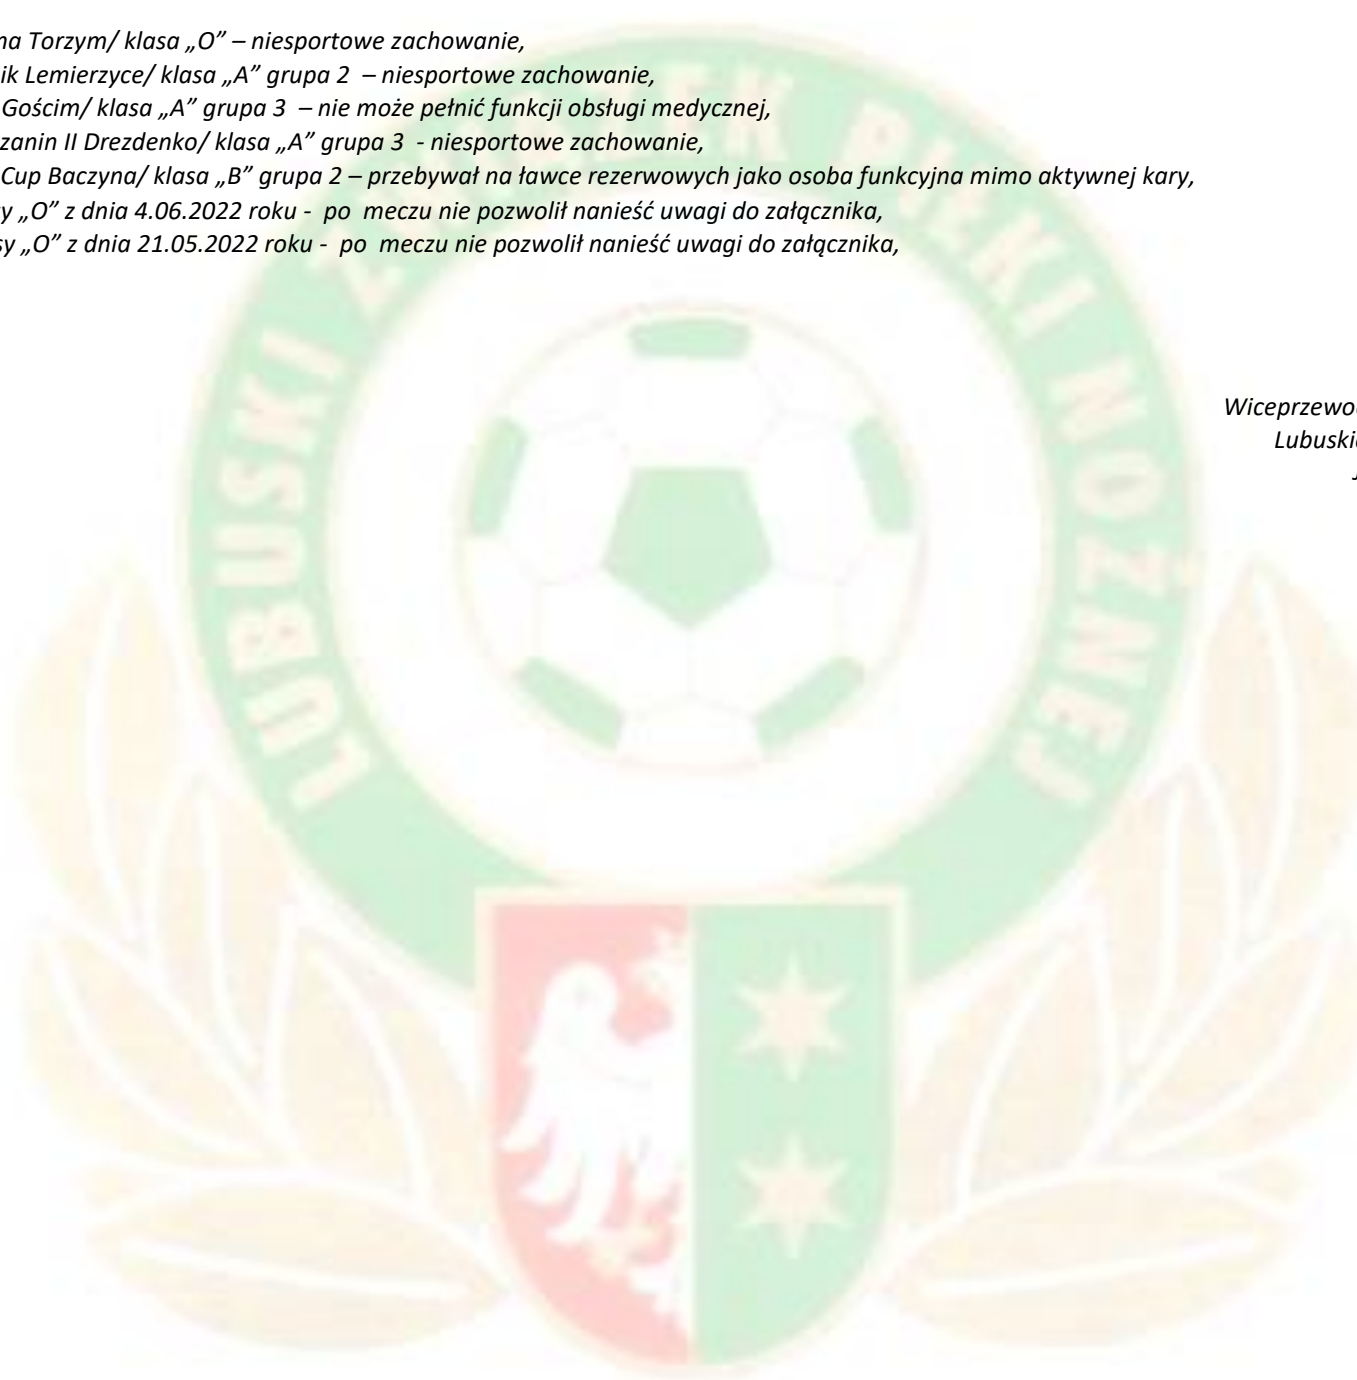 na Torzym/ klasa „O” – niesportowe zachowanie,
ik Lemierzyce/ klasa „A” grupa 2 – niesportowe zachowanie,
Gościm/ klasa „A” grupa 3 – nie może pełnić funkcji obsługi medycznej,
zanin II Drezdenko/ klasa „A” grupa 3 - niesportowe zachowanie,
Cup Baczyna/ klasa „B” grupa 2 – przebywał na ławce rezerwowych jako osoba funkcyjna mimo aktywnej kary,
y „O” z dnia 4.06.2022 roku - po meczu nie pozwolił nanieść uwagi do załącznika,
sy „O” z dnia 21.05.2022 roku - po meczu nie pozwolił nanieść uwagi do załącznika,
Wiceprzewo
Lubuski
LUBUSKI ZWIĄZEK PIŁKI NOŻNEJ